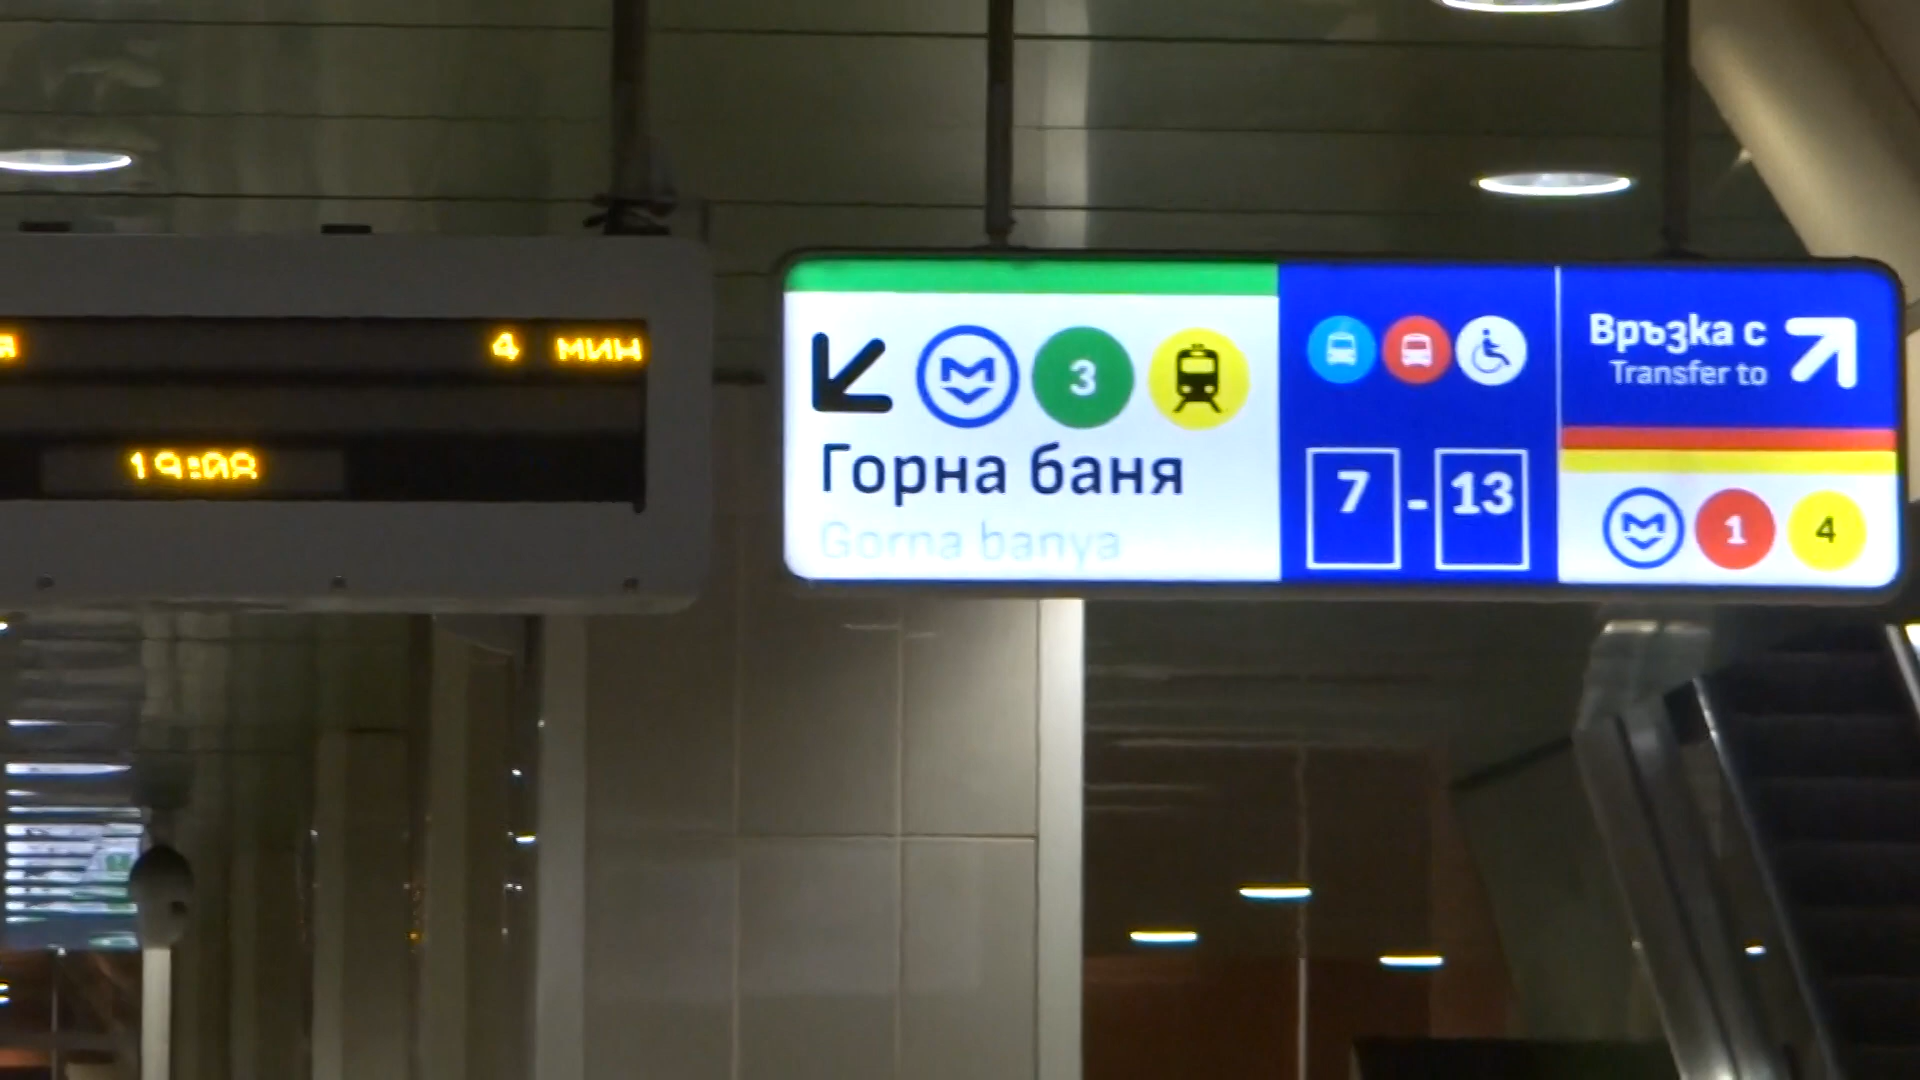 4 мин
19:08
3
Горна баня
Gorna banya
7 - 13
Връзка с
Transfer to
1 4